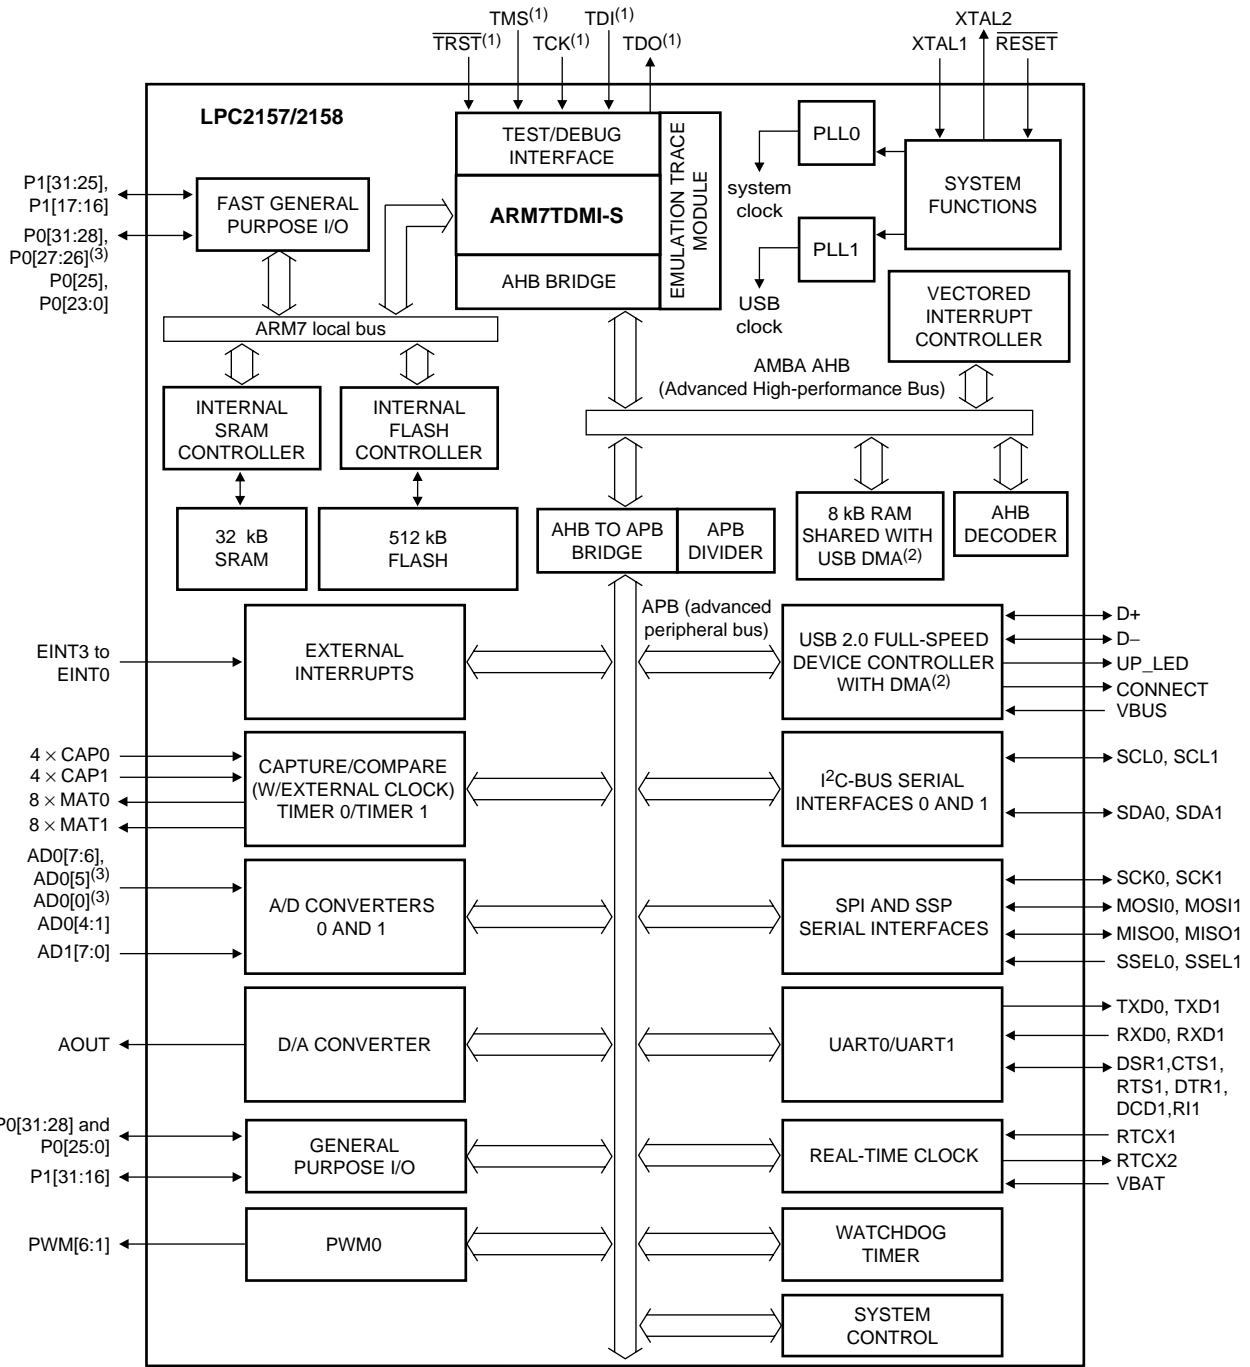 TMS(1)
TDI(1)
XTAL2
TRST(1)
TCK(1)
TDO(1)
XTAL1
RESET
LPC2157/2158
TEST/DEBUG
INTERFACE
ARM7TDMI-S
AHB BRIDGE
EMULATION TRACE
MODULE
PLL0
system
clock
PLL1
USB
clock
SYSTEM
FUNCTIONS
P1[31:25],
P1[17:16]
P0[31:28],
P0[27:26](3)
P0[25],
P0[23:0]
FAST GENERAL
PURPOSE I/O
VECTORED
INTERRUPT
CONTROLLER
ARM7 local bus
AMBA AHB
(Advanced High-performance Bus)
INTERNAL
SRAM
CONTROLLER
INTERNAL
FLASH
CONTROLLER
32 kB
SRAM
512 kB
FLASH
AHB TO APB
BRIDGE
APB
DIVIDER
8 kB RAM
SHARED WITH
USB DMA(2)
AHB
DECODER
APB (advanced
peripheral bus)
EINT3 to
EINT0
EXTERNAL
INTERRUPTS
USB 2.0 FULL-SPEED
DEVICE CONTROLLER
WITH DMA(2)
D+
D−
UP_LED
CONNECT
VBUS
4 × CAP0
4 × CAP1
8 × MAT0
8 × MAT1
CAPTURE/COMPARE
(W/EXTERNAL CLOCK)
TIMER 0/TIMER 1
I2C-BUS SERIAL
INTERFACES 0 AND 1
SCL0, SCL1
SDA0, SDA1
AD0[7:6],
AD0[5](3)
AD0[0](3)
AD0[4:1]
AD1[7:0]
A/D CONVERTERS
0 AND 1
SPI AND SSP
SERIAL INTERFACES
SCK0, SCK1
MOSI0, MOSI1
MISO0, MISO1
SSEL0, SSEL1
AOUT
D/A CONVERTER
UART0/UART1
TXD0, TXD1
RXD0, RXD1
DSR1,CTS1,
RTS1, DTR1,
DCD1,RI1
P0[31:28] and
P0[25:0]
P1[31:16]
GENERAL
PURPOSE I/O
REAL-TIME CLOCK
RTCX1
RTCX2
VBAT
PWM[6:1]
PWM0
WATCHDOG
TIMER
SYSTEM
CONTROL